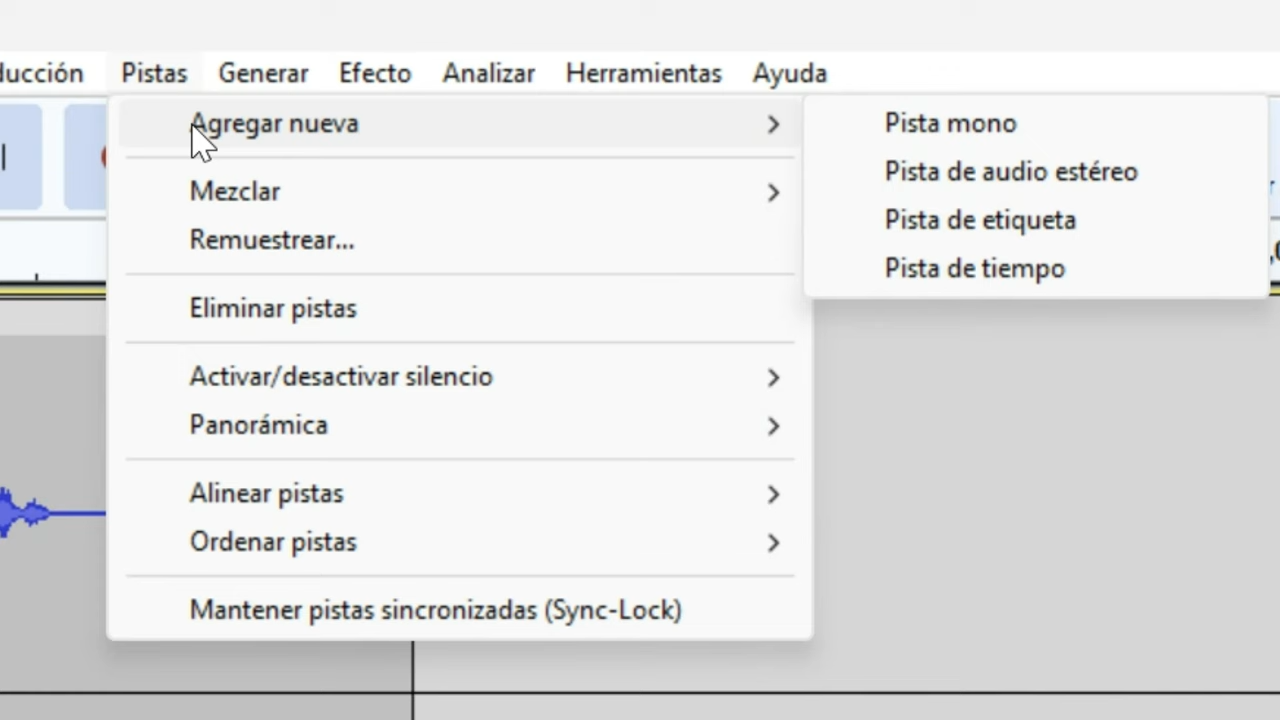 Pistas Generar Efecto Analizar Herramientas Ayuda
Agregar nueva
Mezclar
Remuestrear...
Eliminar pistas
Activar/desactivar silencio
Panorámica
Alinear pistas
Ordenar pistas
Mantener pistas sincronizadas (Sync-Lock)
Pista mono
Pista de audio estéreo
Pista de etiqueta
Pista de tiempo